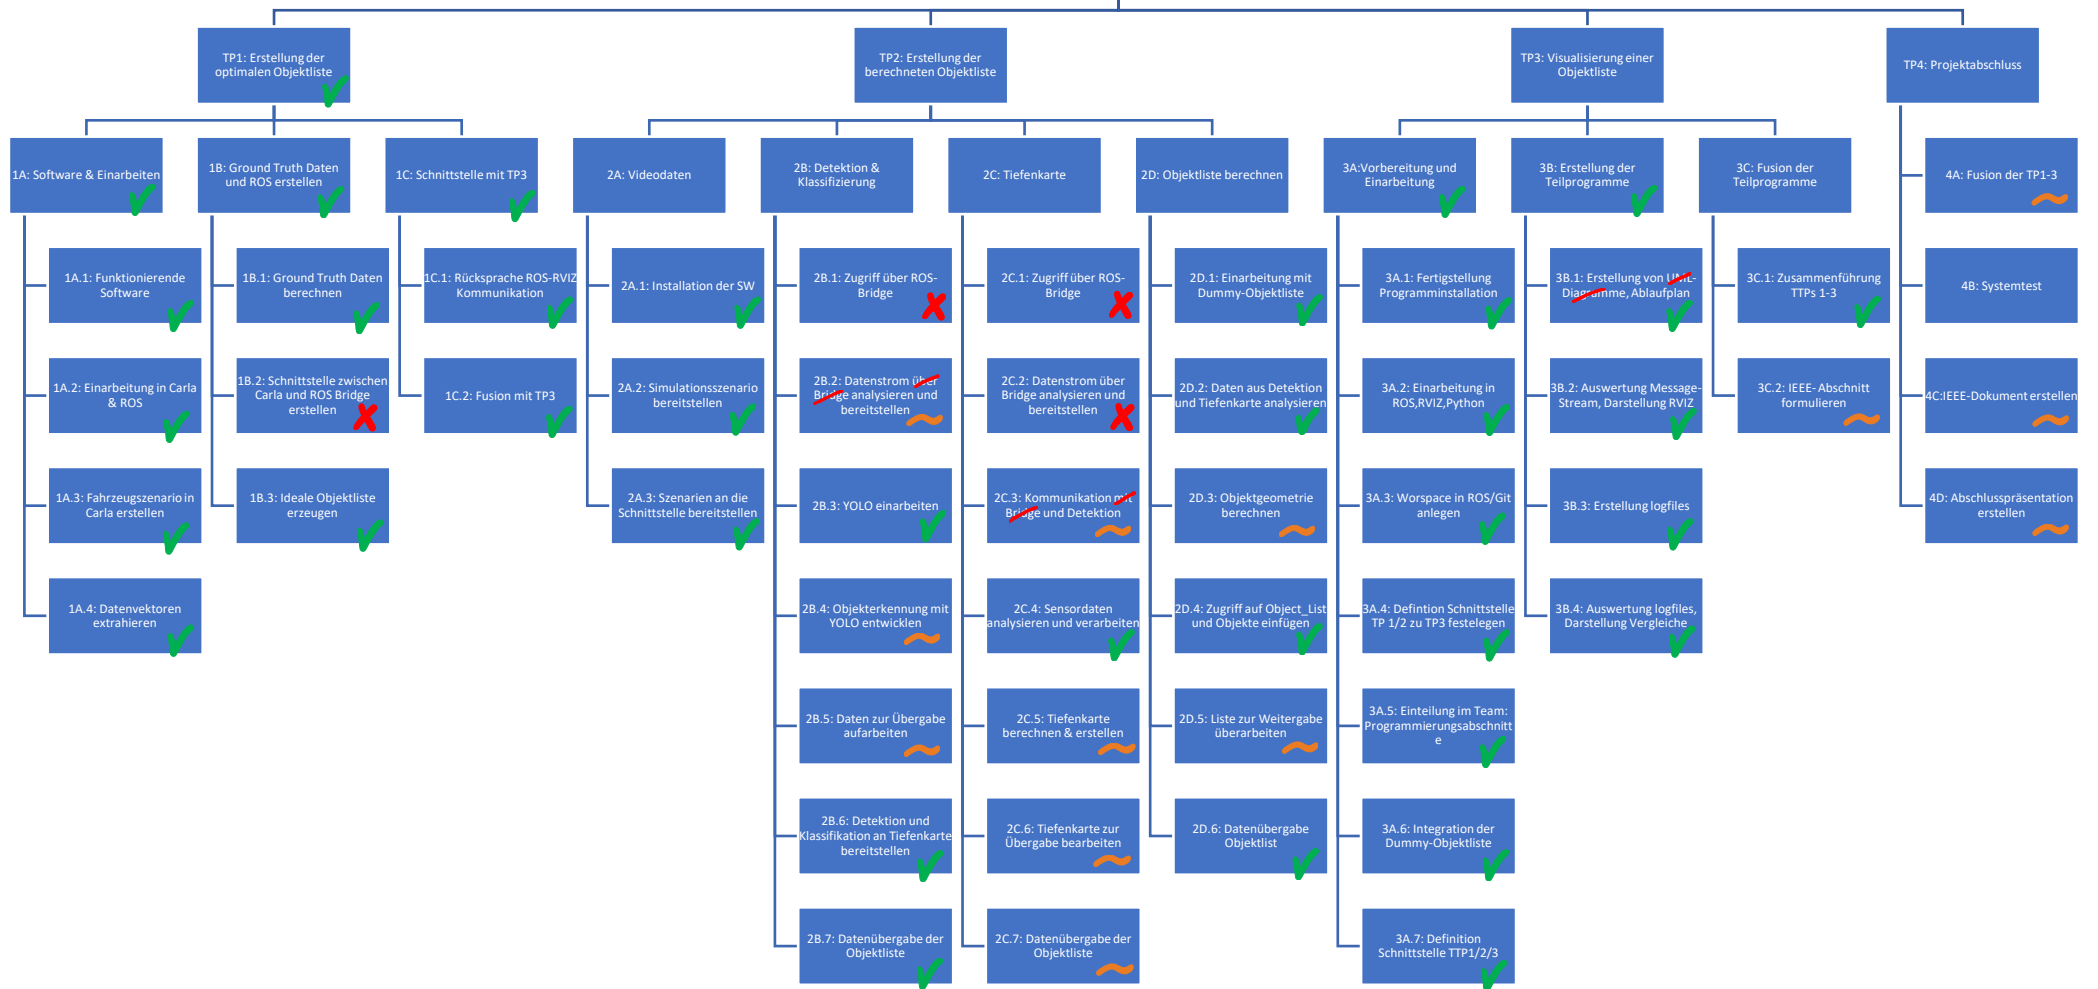 TP1: Erstellung der
optimalen Objektliste
TP2: Erstellung der
berechneten Objektliste
TP3: Visualisierung einer
Objektliste
TP4: Projektabschluss
1A: Software & Einarbeiten
1B: Ground Truth Daten
und ROS erstellen
1C: Schnittstelle mit TP3
2A: Videodaten
2B: Detektion &
Klassifizierung
2C: Tiefenkarte
2D: Objektliste berechnen
3A:Vorbereitung und
Einarbeitung
3B: Erstellung der
Teilprogramme
3C: Fusion der
Teilprogramme
4A: Fusion der TP1-3
1A.1: Funktionierende
Software
1B.1: Ground Truth Daten
berechnen
1C.1: Rücksprache ROS-RVIZ
Kommunikation
2A.1: Installation der SW
2B.1: Zugriff über ROS-
Bridge
2C.1: Zugriff über ROS-
Bridge
2D.1: Einarbeitung mit
Dummy-Objektliste
3A.1: Fertigstellung
Programminstallation
3B.1: Erstellung von UML-
Diagramme, Ablaufplan
3C.1: Zusammenführung
TTPs 1-3
4B: Systemtest
1A.2: Einarbeitung in Carla
& ROS
1B.2: Schnittstelle zwischen
Carla und ROS Bridge
erstellen
1C.2: Fusion mit TP3
2A.2: Simulationsszenario
bereitstellen
2B.2: Datenstrom über
Bridge analysieren und
bereitstellen
2C.2: Datenstrom über
Bridge analysieren und
bereitstellen
2D.2: Daten aus Detektion
und Tiefenkarte analysieren
3A.2: Einarbeitung in
ROS,RVIZ,Python
3B.2: Auswertung Message-
Stream, Darstellung RVIZ
3C.2: IEEE- Abschnitt
formulieren
4C:IEEE-Dokument erstellen
1A.3: Fahrzeugszenario in
Carla erstellen
1B.3: Ideale Objektliste
erzeugen
2A.3: Szenarien an die
Schnittstelle bereitstellen
2B.3: YOLO einarbeiten
2C.3: Kommunikation mit
Bridge und Detektion
2D.3: Objektgeometrie
berechnen
3A.3: Worspace in ROS/Git
anlegen
3B.3: Erstellung logfiles
4D: Abschlusspräsentation
erstellen
1A.4: Datenvektoren
extrahieren
2B.4: Objekterkennung mit
YOLO entwicklen
2C.4: Sensordaten
analysieren und verarbeiten
2D.4: Zugriff auf Object_List
und Objekte einfügen
3A.4: Defintion Schnittstelle
TP 1/2 zu TP3 festelegen
3B.4: Auswertung logfiles,
Darstellung Vergleiche
2B.5: Daten zur Übergabe
aufarbeiten
2C.5: Tiefenkarte
berechnen & erstellen
2D.5: Liste zur Weitergabe
überarbeiten
3A.5: Einteilung im Team:
Programmierungsabschnitt
e
2B.6: Detektion und
Klassifikation an Tiefenkarte
bereitstellen
2C.6: Tiefenkarte zur
Übergabe bearbeiten
2D.6: Datenübergabe
Objektlist
3A.6: Integration der
Dummy-Objektliste
2B.7: Datenübergabe der
Objektliste
2C.7: Datenübergabe der
Objektliste
3A.7: Definition
Schnittstelle TTP1/2/3